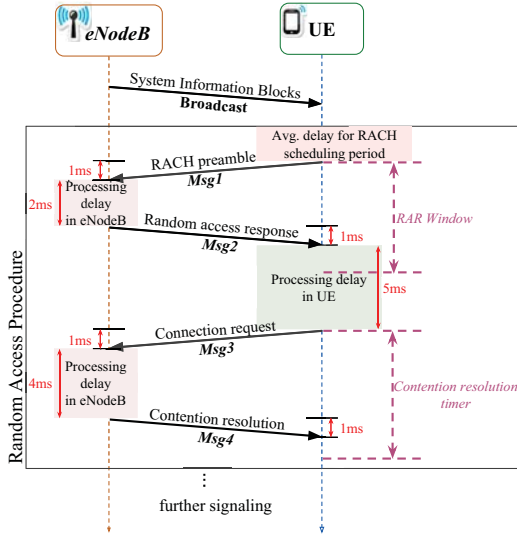 eNodeB
UE
System Information Blocks
Broadcast
Random Access Procedure
Avg. delay for RACH
scheduling period
1ms
RACH preamble
Msg1
2ms
Processing
delay
in eNodeB
RAR Window
Random access response
Msg2
1ms
Processing delay
in UE
5ms
1ms
Connection request
Msg3
4ms
Processing
delay
in eNodeB
Contention resolution
timer
Contention resolution
Msg4
1ms
⋮
further signaling